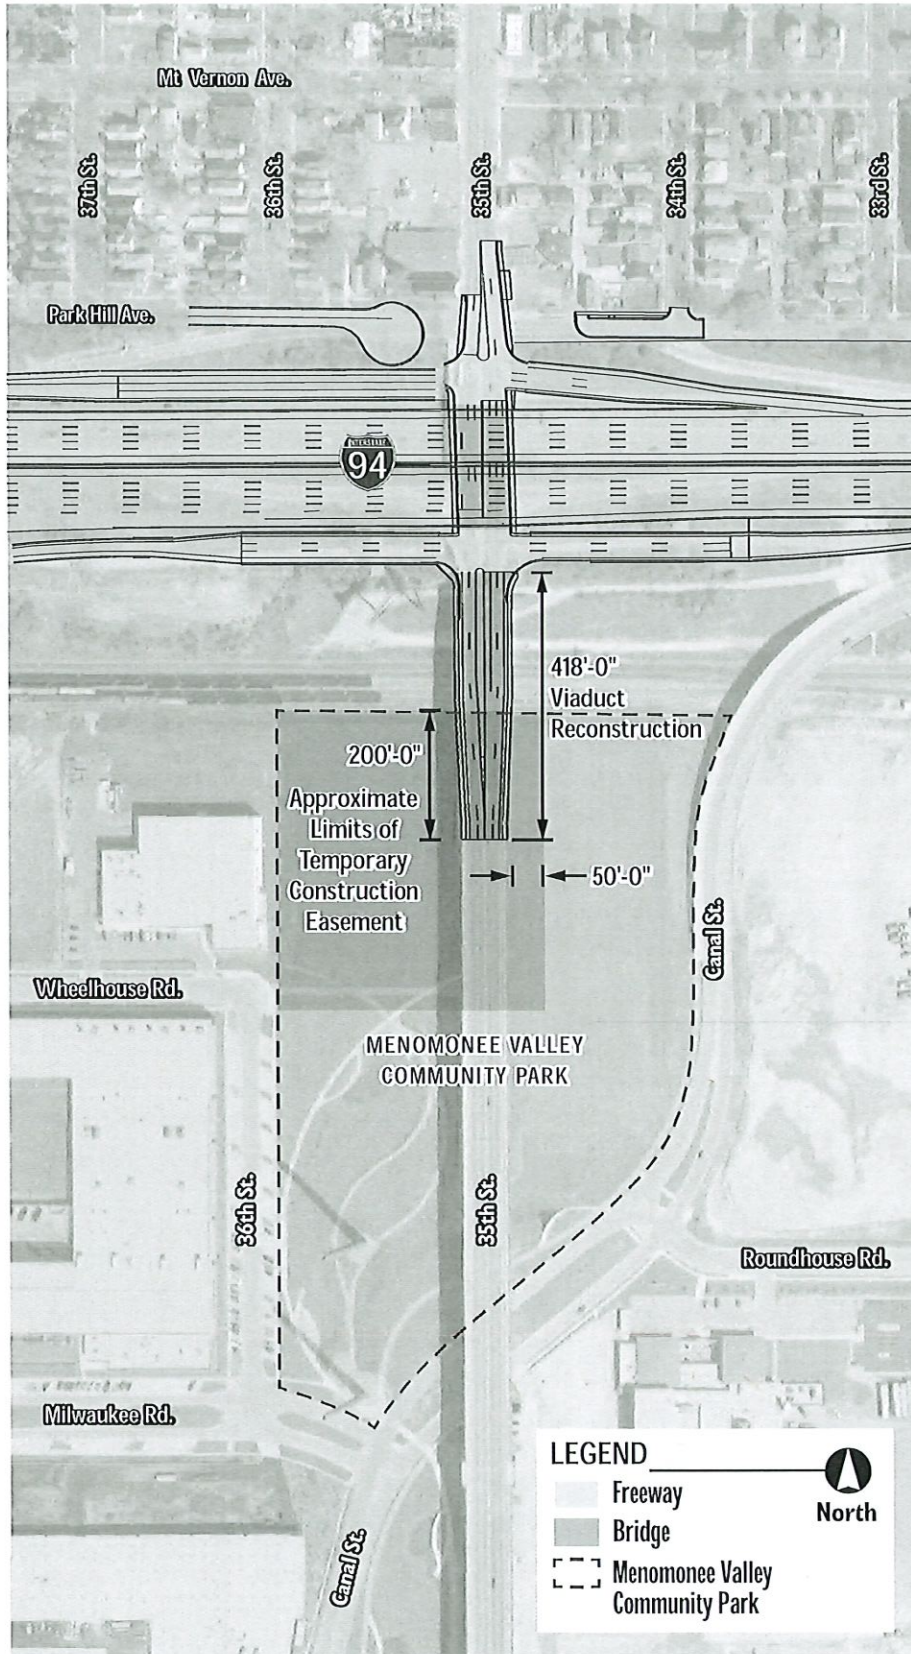 Mt Vernon Ave.
37th St.
36th St.
35th St.
34th St.
33rd St.
Park Hill Ave.
INTERSTATE
94
418'-0"
Viaduct
Reconstruction
200'-0"
Approximate
Limits of
Temporary
Construction
Easement
50'-0"
Canal St.
Wheelhouse Rd.
MENOMONEE VALLEY
COMMUNITY PARK
36th St.
35th St.
Roundhouse Rd.
Milwaukee Rd.
Canal St.
LEGEND
Freeway
Bridge
Menomonee Valley
Community Park
North